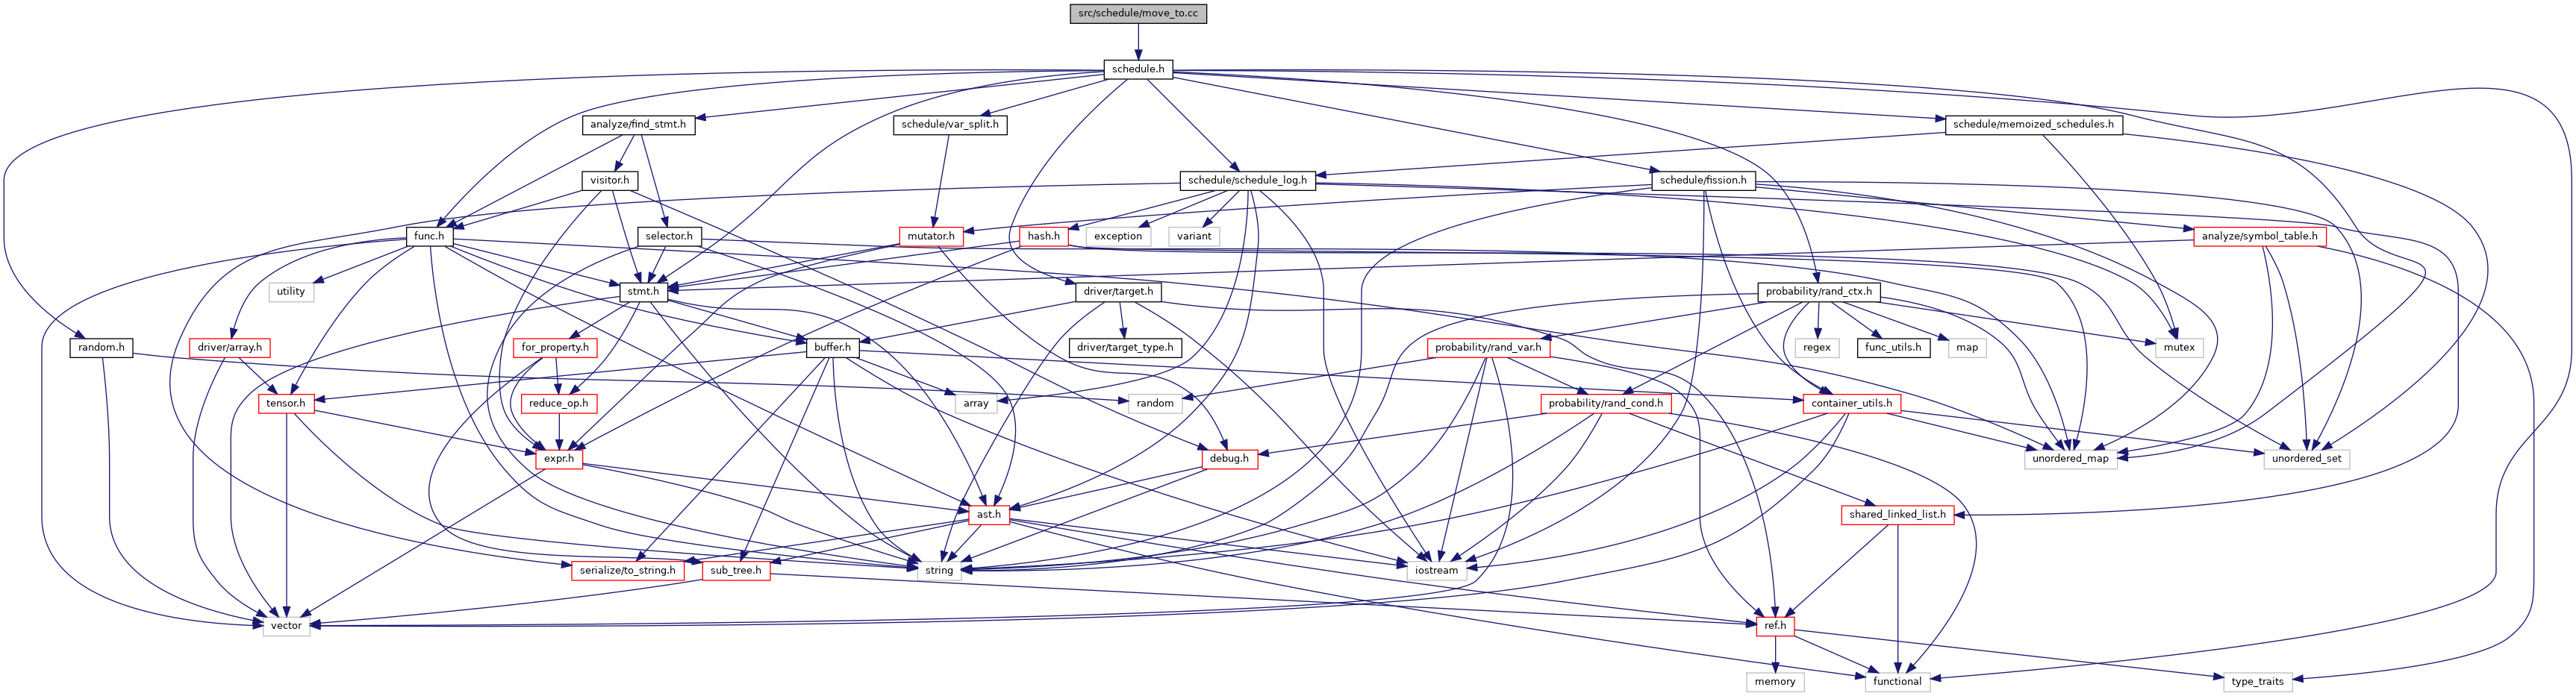 src/schedule/move_to.cc
schedule.h
analyze/find_stmt.h
schedule/var_split.h
schedule/memoized_schedules.h
visitor.h
schedule/schedule_log.h
schedule/fission.h
func.h
selector.h
mutator.h
hash.h
exception
variant
analyze/symbol_table.h
utility
stmt.h
driver/target.h
probability/rand_ctx.h
random.h
driver/array.h
for_property.h
buffer.h
driver/target_type.h
probability/rand_var.h
regex
func_utils.h
map
mutex
tensor.h
reduce_op.h
array
random
probability/rand_cond.h
container_utils.h
expr.h
debug.h
unordered_map
unordered_set
ast.h
shared_linked_list.h
serialize/to_string.h
sub_tree.h
string
iostream
vector
ref.h
memory
functional
type_traits